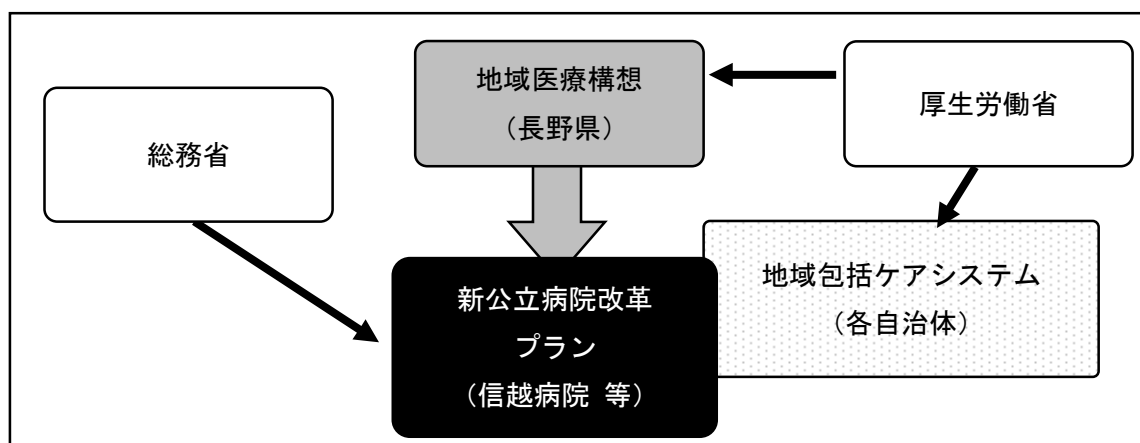 地域医療構想
（長野県）
厚生労働省
総務省
地域包括ケアシステム
（各自治体）
新公立病院改革
プラン
（信越病院 等）